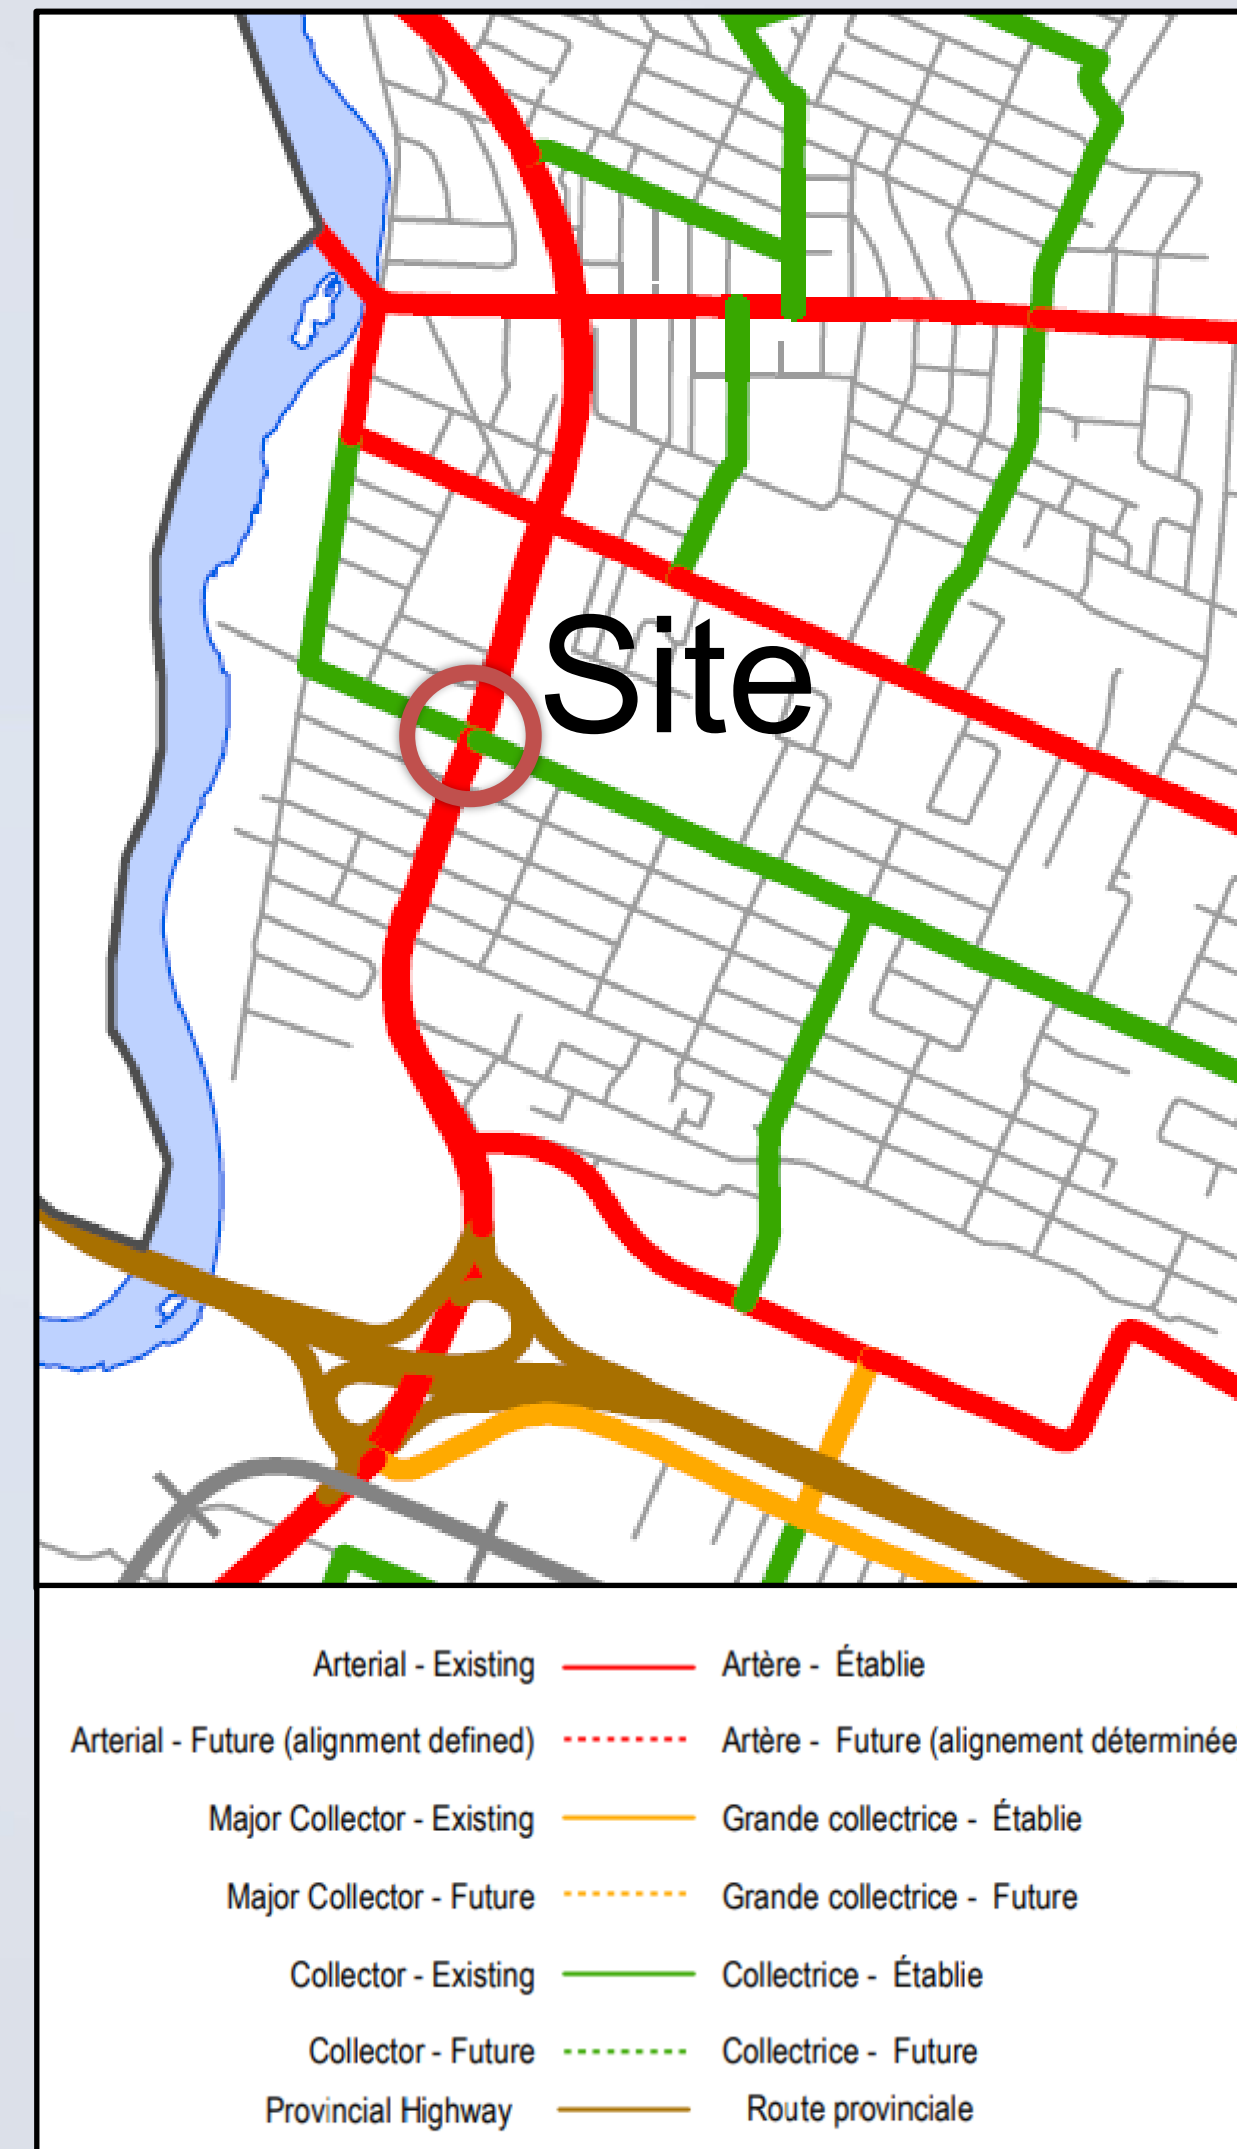 Site
Arterial - Existing Artère - Établie
Arterial - Future (alignment defined) Artère - Future (alignement déterminée
Major Collector - Existing Grande collectrice - Établie
Major Collector - Future Grande collectrice - Future
Collector - Existing Collectrice - Établie
Collector - Future Collectrice - Future
Provincial Highway Route provinciale